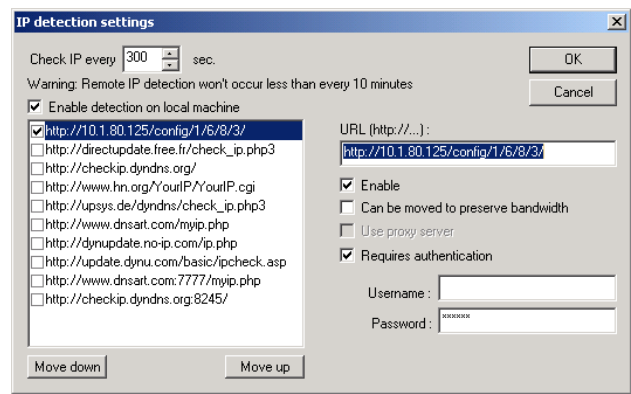 IP detection settings
Check IP every 300 sec.
OK
Warning: Remote IP detection won't occur less than every 10 minutes
Cancel
Enable detection on local machine
http://10.1.80.125/config/1/6/8/3/
http://directupdate.free.fr/check_ip.php3
http://checkip.dyndns.org/
http://www.hn.org/YourIP/YourIP.cgi
http://upsys.de/dyndns/check_ip.php3
http://www.dnsart.com/myip.php
http://dynupdate.no-ip.com/ip.php
http://update.dynu.com/basic/ipcheck.asp
http://www.dnsart.com:7777/myip.php
http://checkip.dyndns.org:8245/
Move down
Move up
URL (http://...) :
http://10.1.80.125/config/1/6/8/3/
Enable
Can be moved to preserve bandwidth
Use proxy server
Requires authentication
Username :
Password : ******